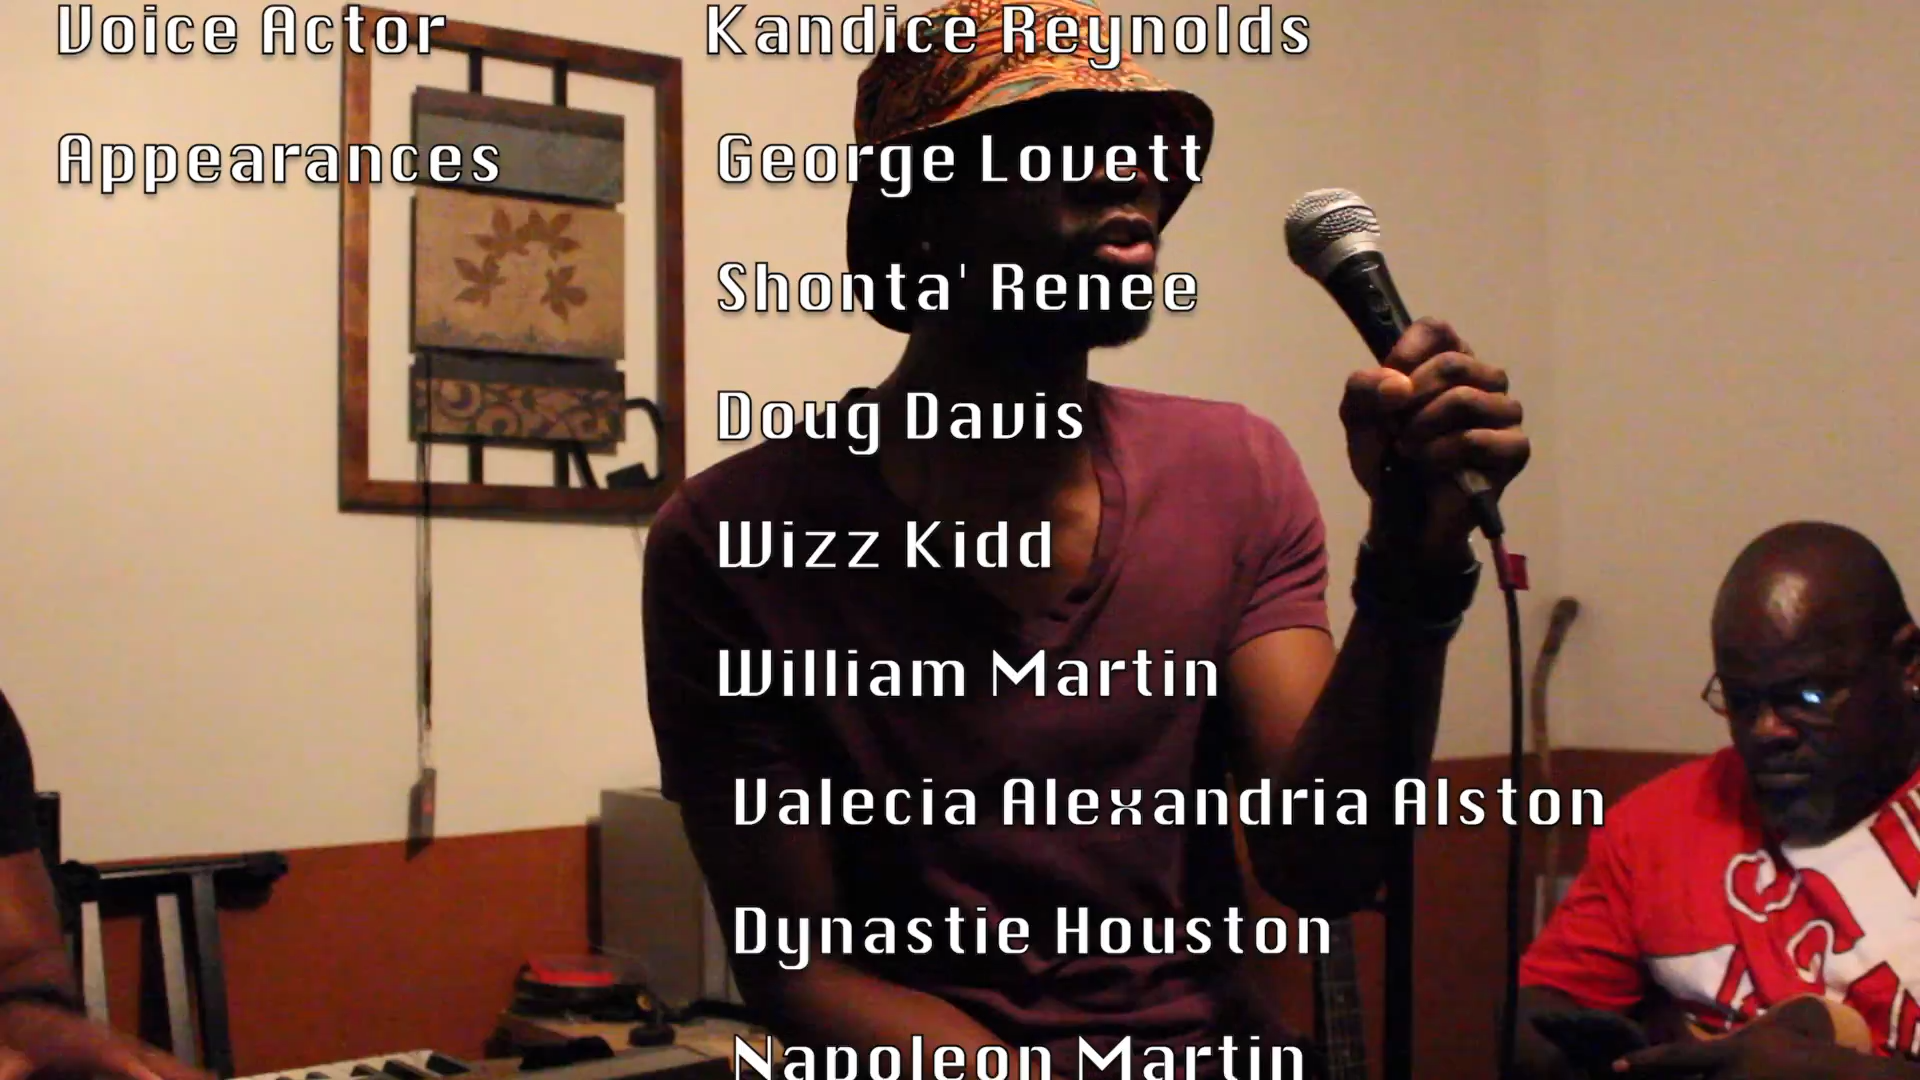 Voice Actor Kandice Reynolds
Appearances George Lovett
Shonta' Renee
Doug Davis
Wizz Kidd
William Martin
Valecia Alexandria Alston
Dynastie Houston
Napoleon Martin